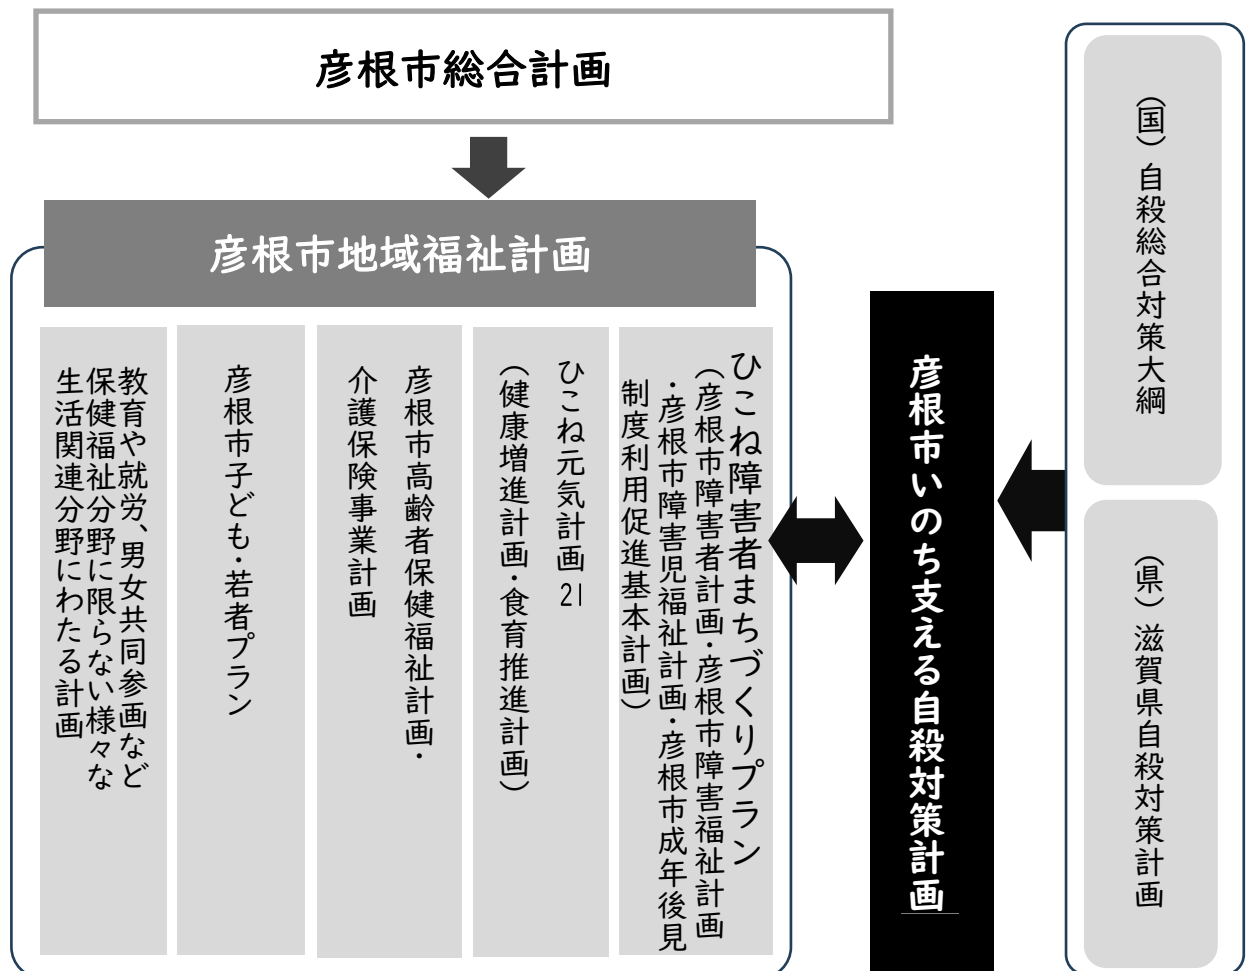 彦根市総合計画
彦根市地域福祉計画
ひこね障害者まちづくりプラン
（彦根市障害者計画・彦根市障害福祉計画
・彦根市障害児福祉計画・彦根市成年後見
制度利用促進基本計画）
ひこね元気計画21
（健康増進計画・食育推進計画）
彦根市高齢者保健福祉計画・
介護保険事業計画
彦根市子ども・若者プラン
教育や就労、男女共同参画など
保健福祉分野に限らない様々な
生活関連分野にわたる計画
彦根市いのち支える自殺対策計画
（国）自殺総合対策大綱
（県）滋賀県自殺対策計画